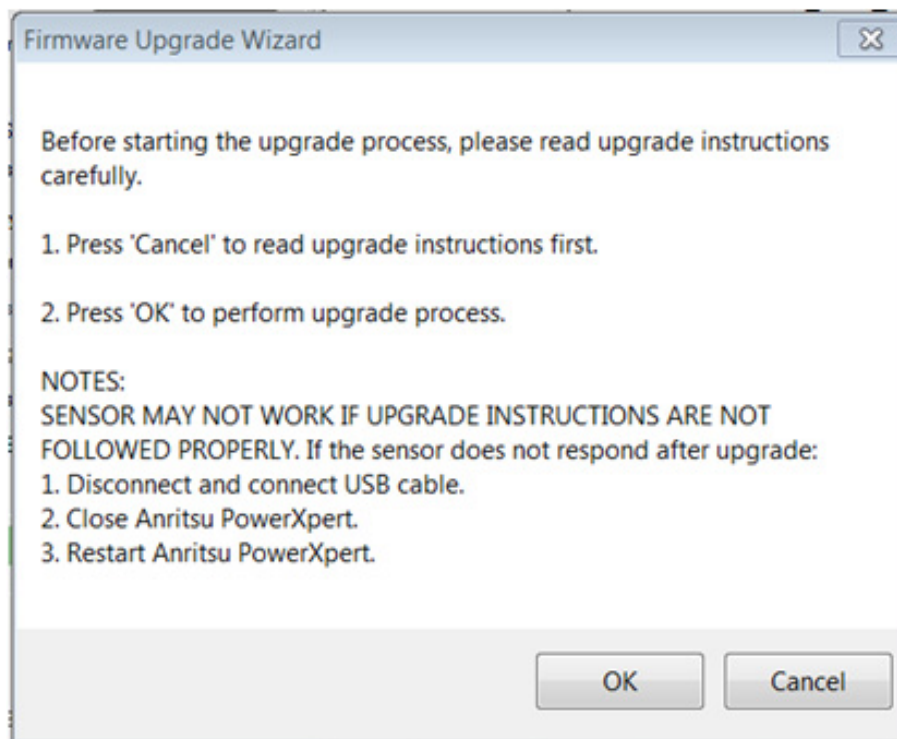 Firmware Upgrade Wizard
Before starting the upgrade process, please read upgrade instructions
carefully.
1. Press 'Cancel' to read upgrade instructions first.
2. Press 'OK' to perform upgrade process.
NOTES:
SENSOR MAY NOT WORK IF UPGRADE INSTRUCTIONS ARE NOT
FOLLOWED PROPERLY. If the sensor does not respond after upgrade:
1. Disconnect and connect USB cable.
2. Close Anritsu PowerXpert.
3. Restart Anritsu PowerXpert.
OK
Cancel